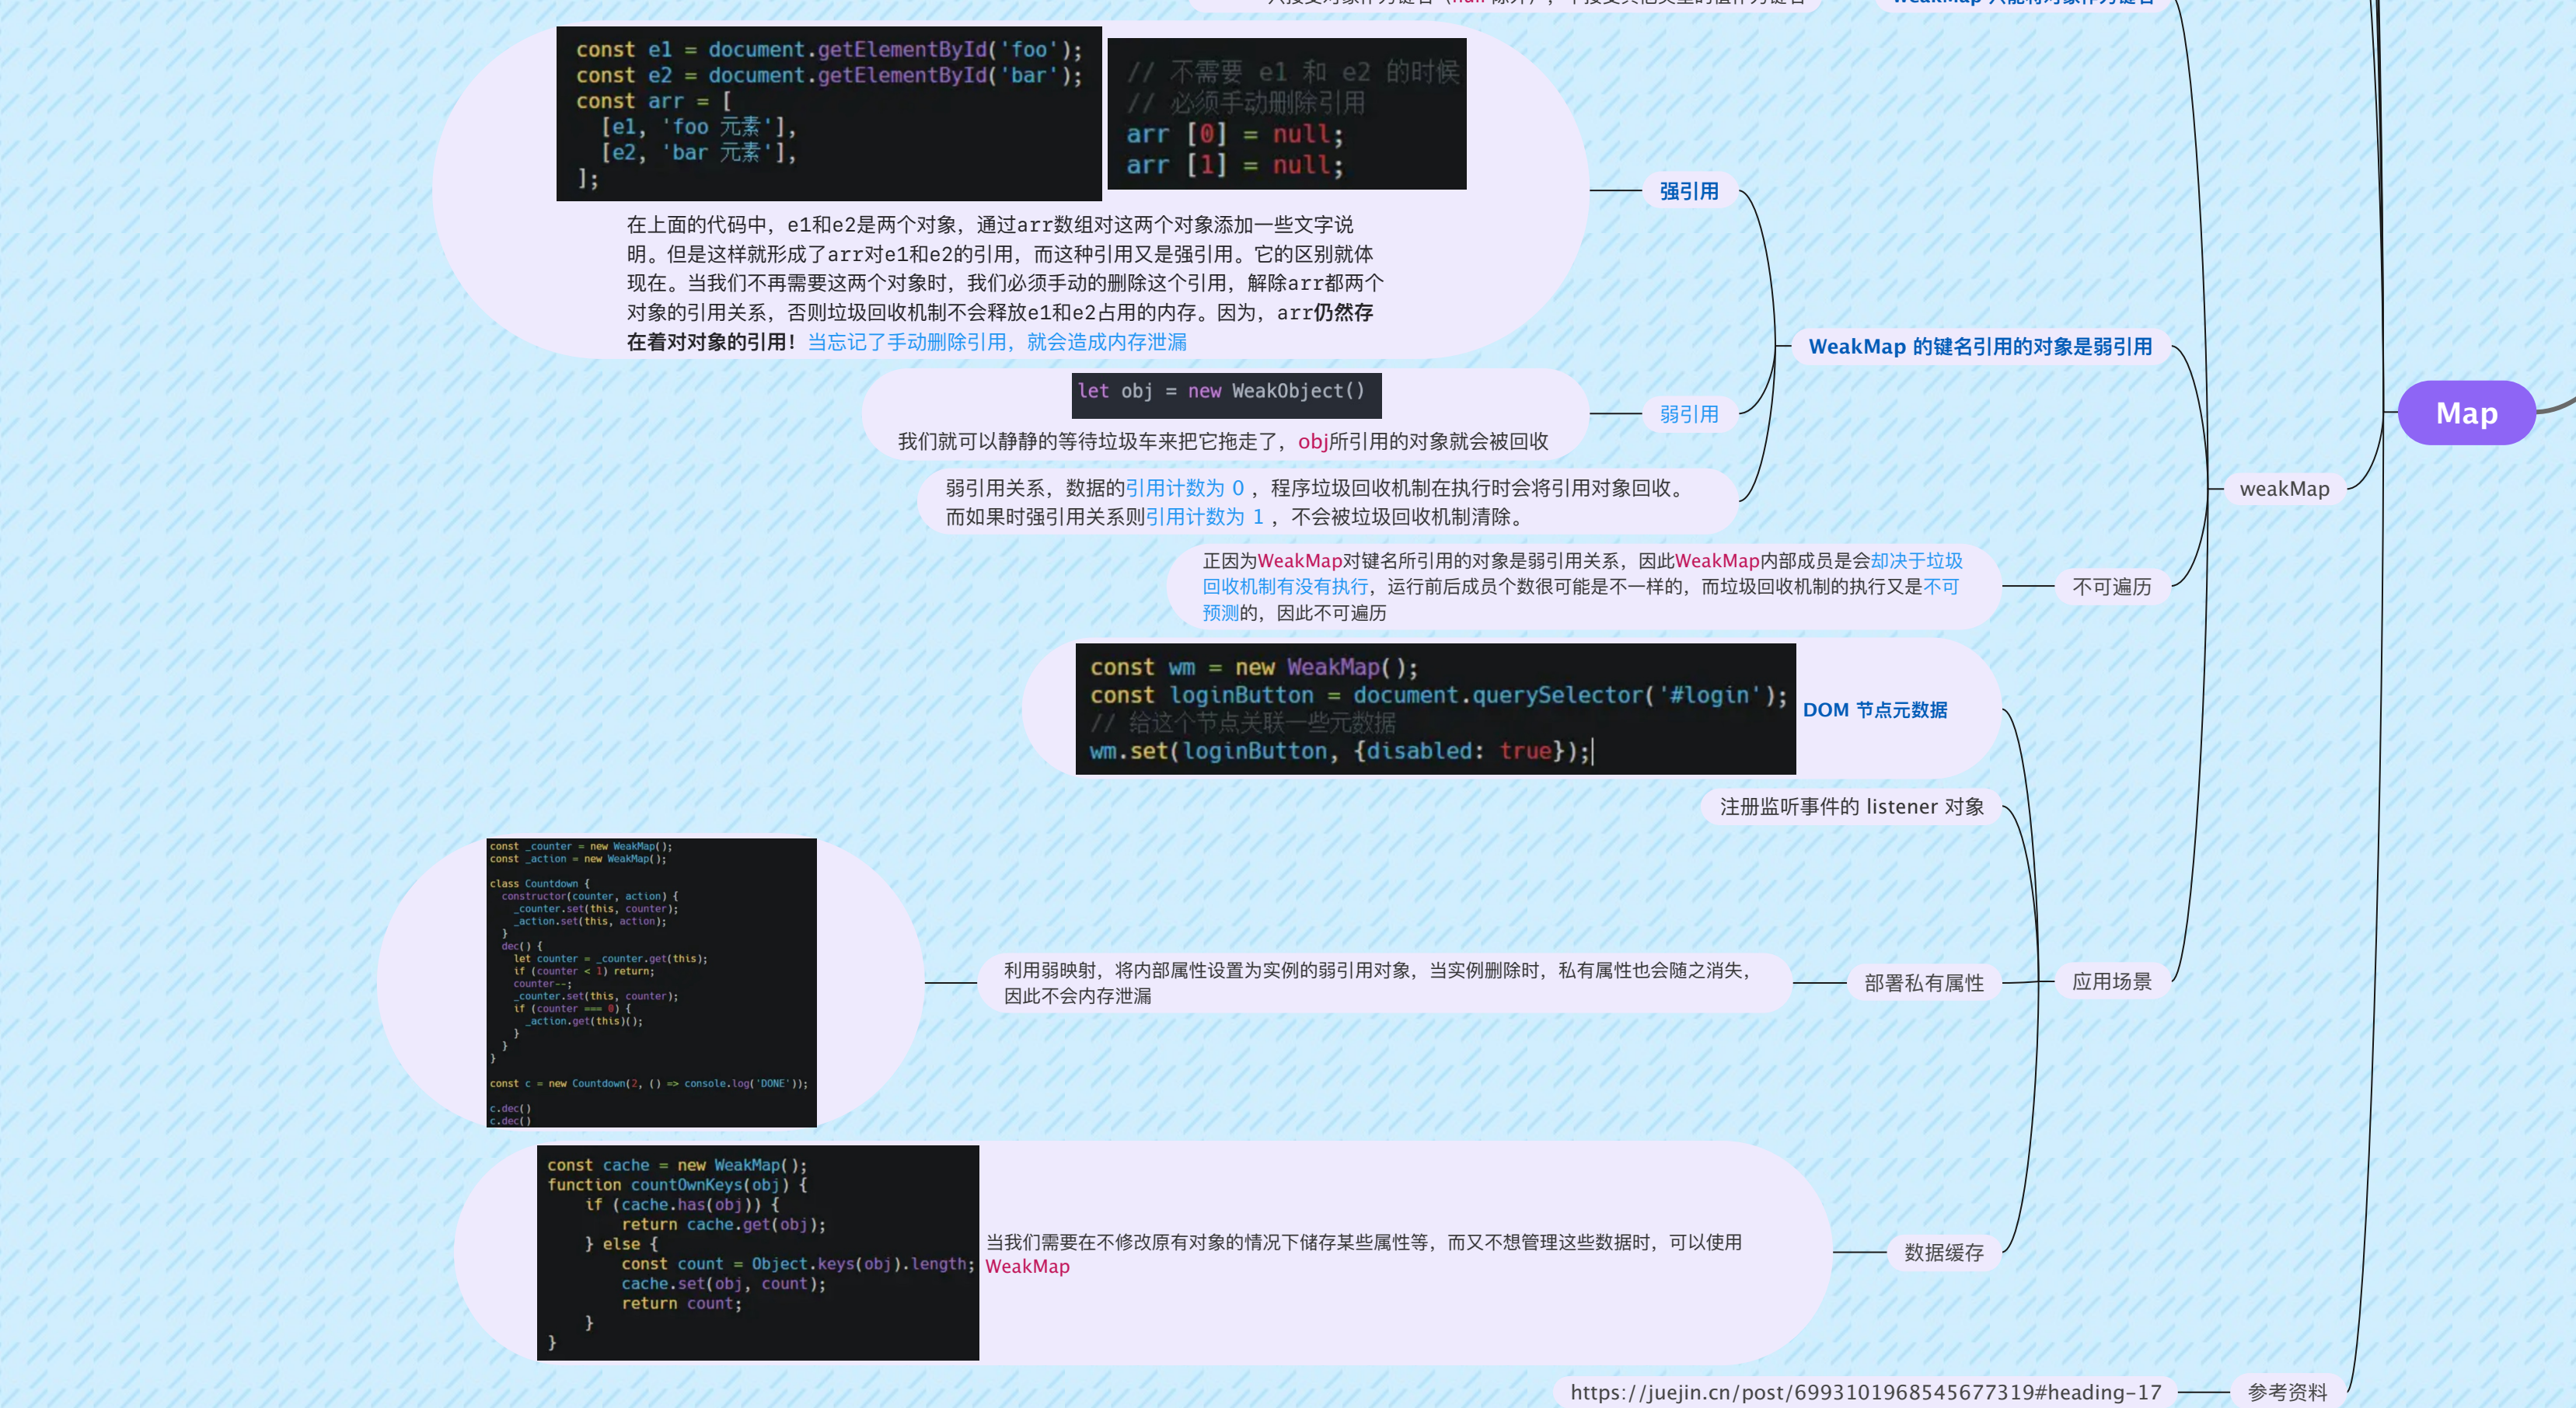 WeakMap 只能将对象作为键名
const e1 = document.getElementById('foo');
const e2 = document.getElementById('bar');
const arr = [
[e1, 'foo 元素'],
[e2, 'bar 元素'],
];
// 不需要 e1 和 e2 的时候
// 必须手动删除引用
arr [0] = null;
arr [1] = null;
在上面的代码中，e1和e2是两个对象，通过arr数组对这两个对象添加一些文字说
明。但是这样就形成了arr对e1和e2的引用，而这种引用又是强引用。它的区别就体
现在。当我们不再需要这两个对象时，我们必须手动的删除这个引用，解除arr都两个
对象的引用关系，否则垃圾回收机制不会释放e1和e2占用的内存。因为，arr仍然存
在着对对象的引用！当忘记了手动删除引用，就会造成内存泄漏
强引用
WeakMap 的键名引用的对象是弱引用
let obj = new WeakObject()
我们就可以静静的等待垃圾车来把它拖走了，obj所引用的对象就会被回收
弱引用
Map
弱引用关系，数据的引用计数为 0 ，程序垃圾回收机制在执行时会将引用对象回收。
而如果时强引用关系则引用计数为 1 ，不会被垃圾回收机制清除。
weakMap
正因为WeakMap对键名所引用的对象是弱引用关系，因此WeakMap内部成员是会却决于垃圾
回收机制有没有执行，运行前后成员个数很可能是不一样的，而垃圾回收机制的执行又是不可
预测的，因此不可遍历
不可遍历
const wm = new WeakMap();
const loginButton = document.querySelector('#login');
// 给这个节点关联一些元数据
wm.set(loginButton, {disabled: true});
DOM 节点元数据
注册监听事件的 listener 对象
const _counter = new WeakMap();
const _action = new WeakMap();
class Countdown {
constructor(counter, action) {
_counter.set(this, counter);
_action.set(this, action);
}
dec() {
let counter = _counter.get(this);
if (counter < 1) return;
counter--;
_counter.set(this, counter);
if (counter === 0) {
_action.get(this)();
}
}
}
const c = new Countdown(2, () => console.log('DONE'));
c.dec()
c.dec()
利用弱映射，将内部属性设置为实例的弱引用对象，当实例删除时，私有属性也会随之消失，
因此不会内存泄漏
部署私有属性
应用场景
const cache = new WeakMap();
function countOwnKeys(obj) {
if (cache.has(obj)) {
return cache.get(obj);
} else {
const count = Object.keys(obj).length;
cache.set(obj, count);
return count;
}
}
当我们需要在不修改原有对象的情况下储存某些属性等，而又不想管理这些数据时，可以使用
WeakMap
数据缓存
https://juejin.cn/post/6993101968545677319#heading-17
参考资料